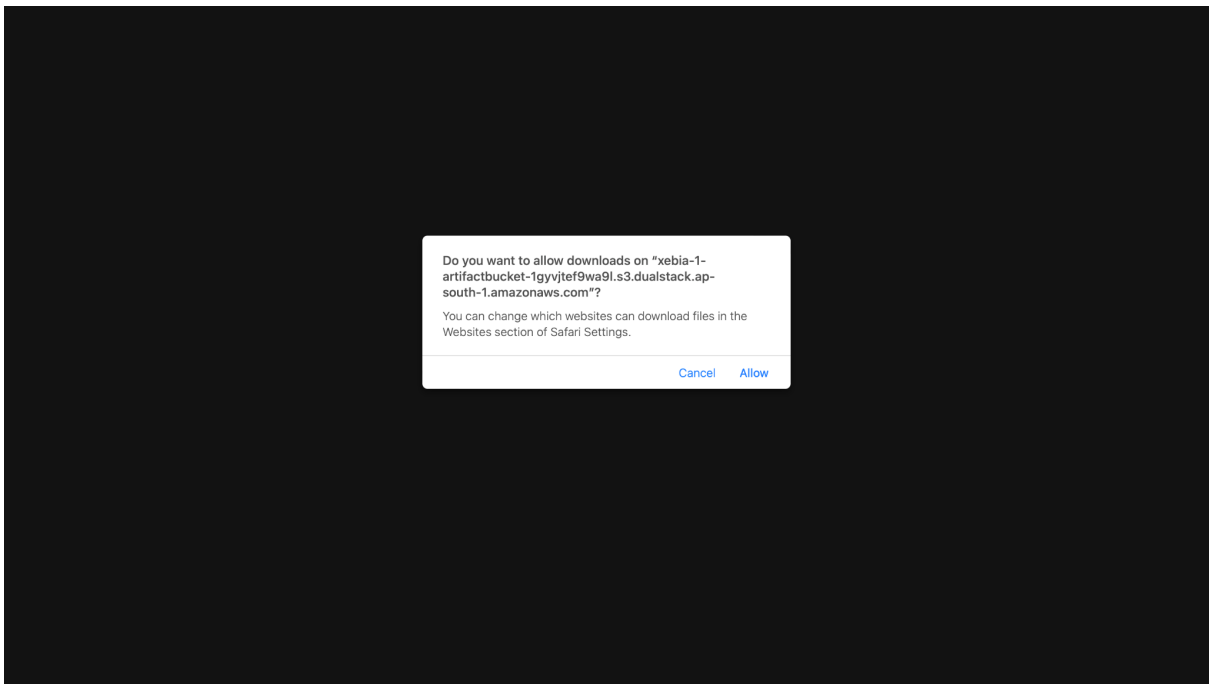 Do you want to allow downloads on “xebia-1-
artifactbucket-1gyvjtef9wa9l.s3.dualstack.ap-
south-1.amazonaws.com”?
You can change which websites can download files in the
Websites section of Safari Settings.
Cancel Allow